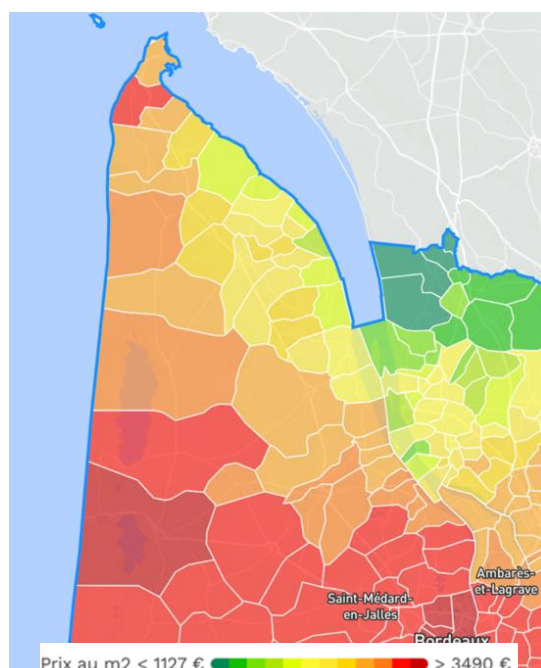 Ambarès-
et-Lagrave
Saint-Médard-
en-Jalles
Bordeaux
Prix au m2 < 1127 € > 3490 €